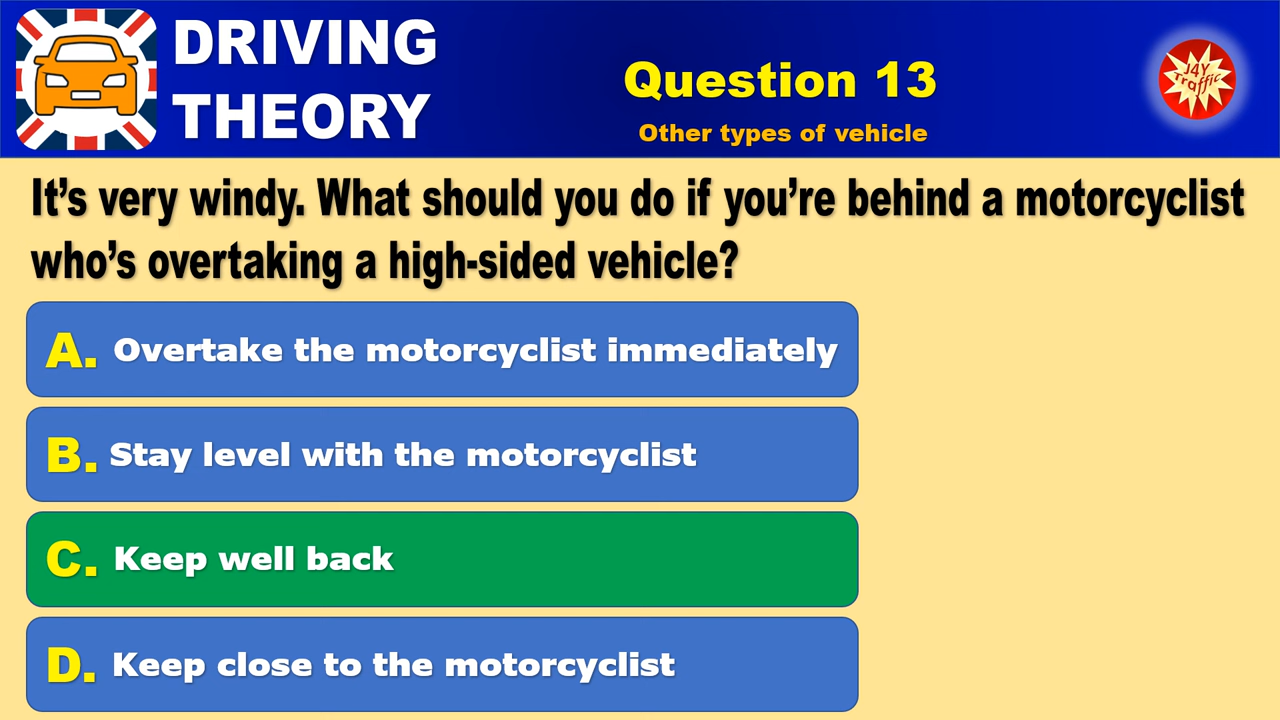 DRIVING
THEORY
Question 13
Other types of vehicle
J4Y
Traffic
It’s very windy. What should you do if you’re behind a motorcyclist
who’s overtaking a high-sided vehicle?
A. Overtake the motorcyclist immediately
B. Stay level with the motorcyclist
C. Keep well back
D. Keep close to the motorcyclist